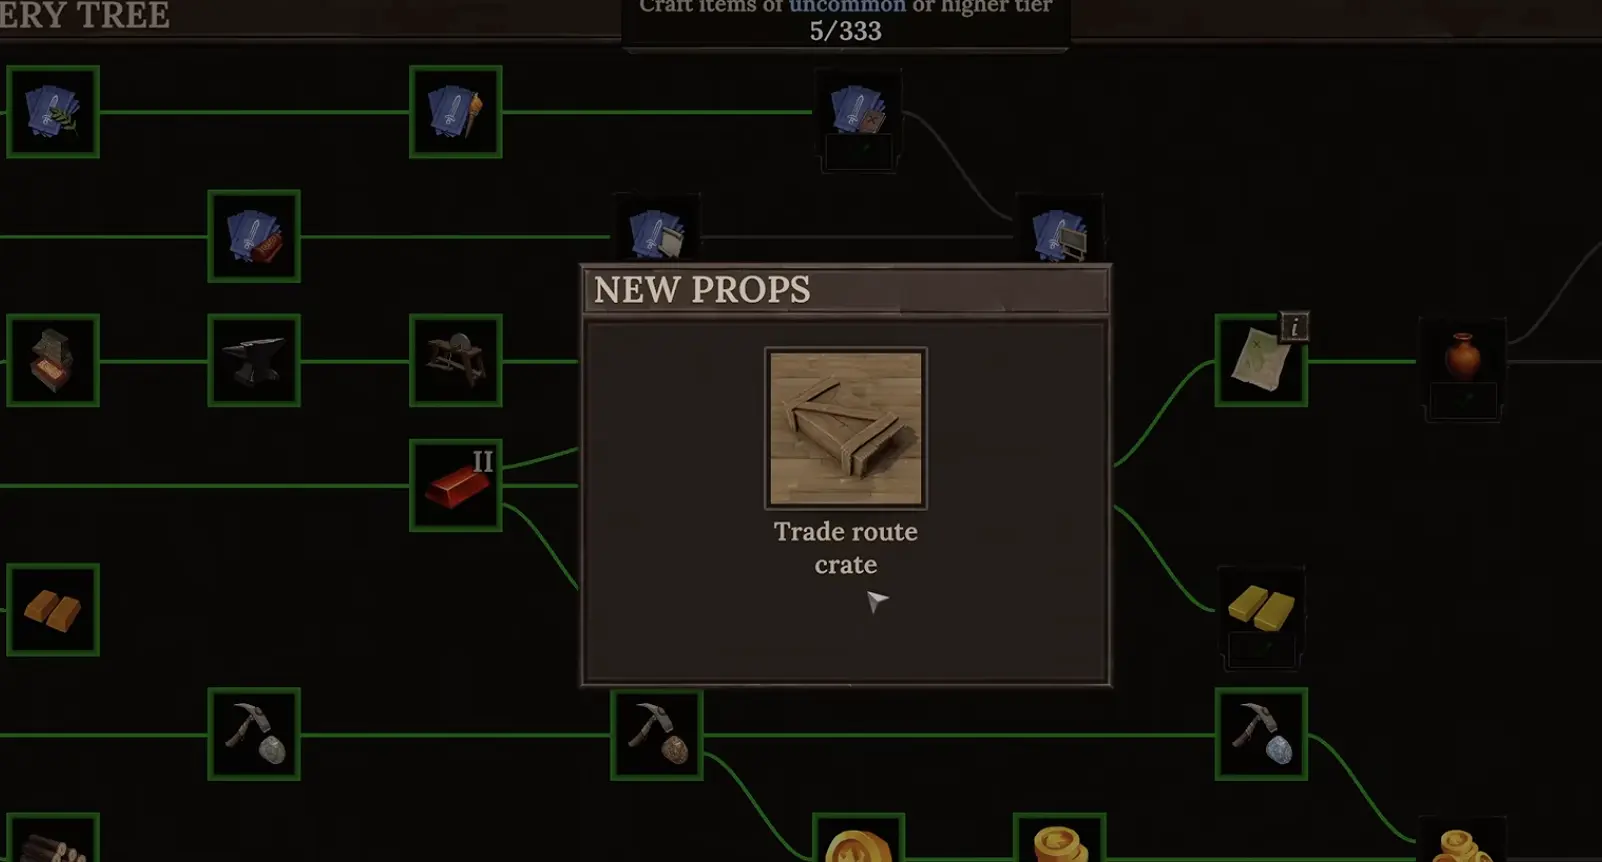 ERY TREE
Craft items of uncommon or higher tier
5/333
NEW PROPS
i
II
Trade route
crate